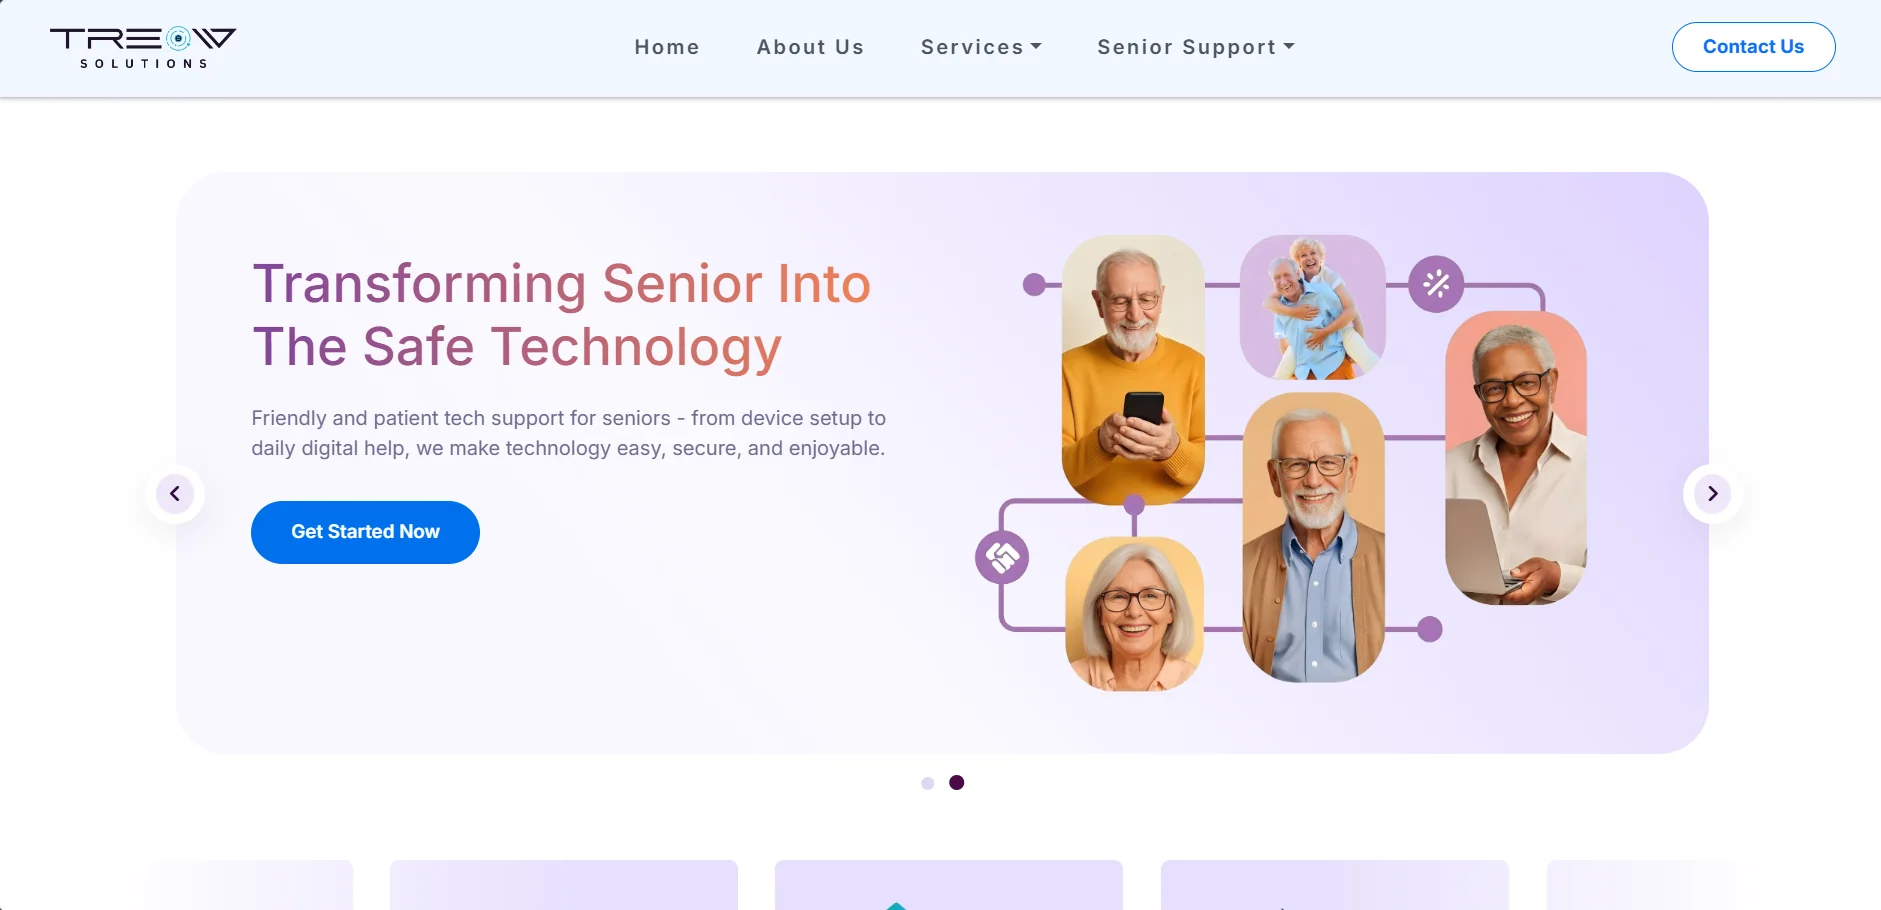 TREOW
SOLUTIONS
Home
About Us
Services
Senior Support
Contact Us
Transforming Senior Into
The Safe Technology
Friendly and patient tech support for seniors - from device setup to
daily digital help, we make technology easy, secure, and enjoyable.
Get Started Now